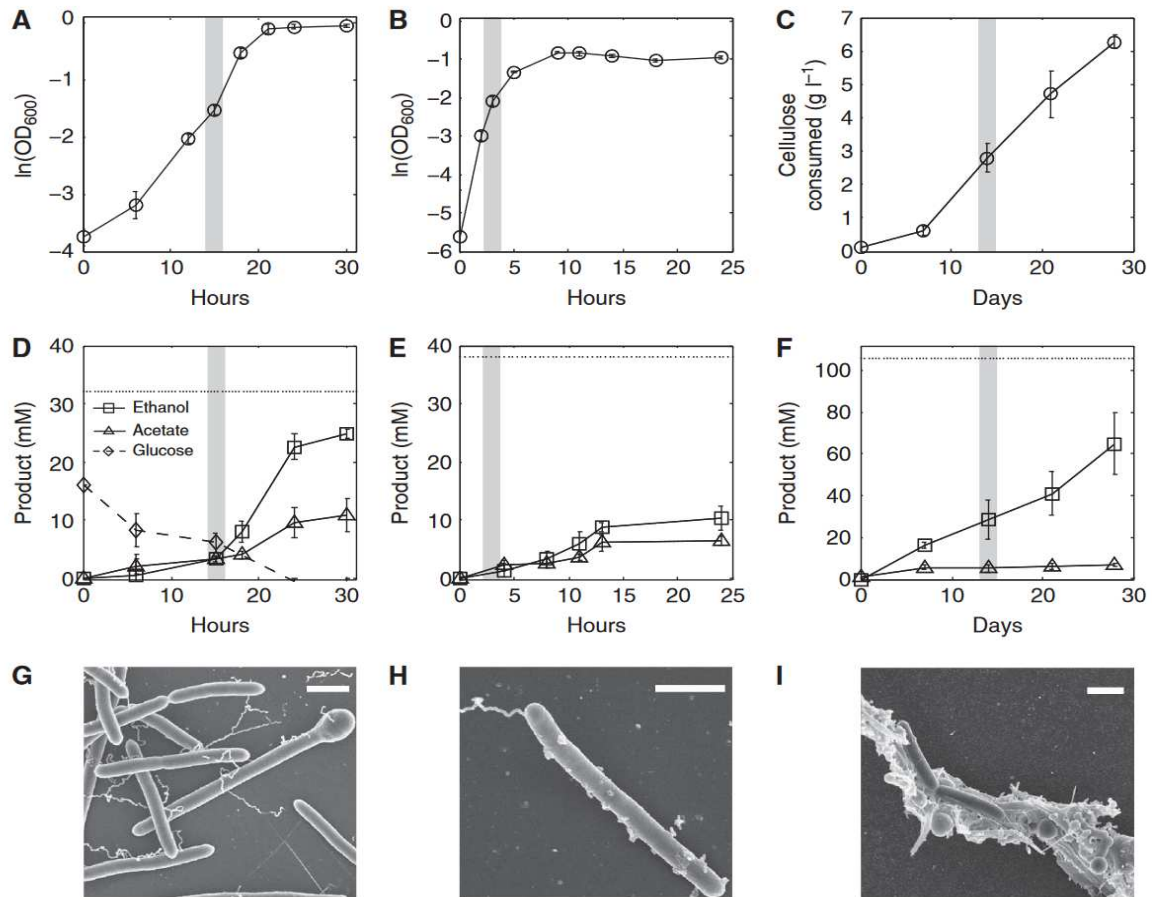 A
B
C
ln(OD600)
0
−1
−2
−3
−4
0 10 20 30
Hours
ln(OD600)
0
−1
−2
−3
−4
−5
−6
0 5 10 15 20 25
Hours
Cellulose
consumed (g l−1)
7
6
5
4
3
2
1
0
0 10 20 30
Days
D
E
F
Product (mM)
40
30
20
10
0
Ethanol
Acetate
Glucose
0 10 20 30
Hours
Product (mM)
40
30
20
10
0
0 5 10 15 20 25
Hours
Product (mM)
100
80
60
40
20
0
0 10 20 30
Days
G
H
I